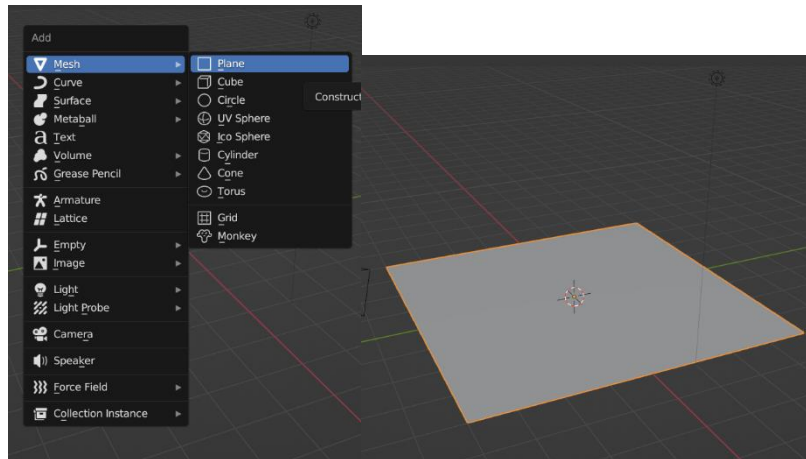 Add
Mesh
Curve
Surface
Metaball
Text
Volume
Grease Pencil
Armature
Lattice
Empty
Image
Light
Light Probe
Camera
Speaker
Force Field
Collection Instance
Plane
Cube
Circle
UV Sphere
Ico Sphere
Cylinder
Cone
Torus
Grid
Monkey
Construct